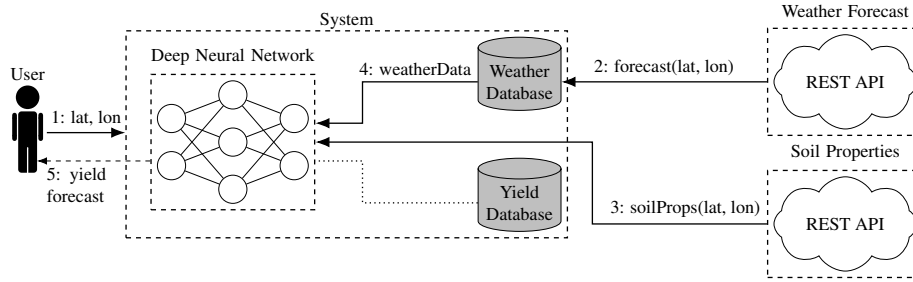 System
Weather Forecast
User
Deep Neural Network
4: weatherData
Weather
Database
2: forecast(lat, lon)
REST API
1: lat, lon
5: yield
forecast
Yield
Database
Soil Properties
3: soilProps(lat, lon)
REST API